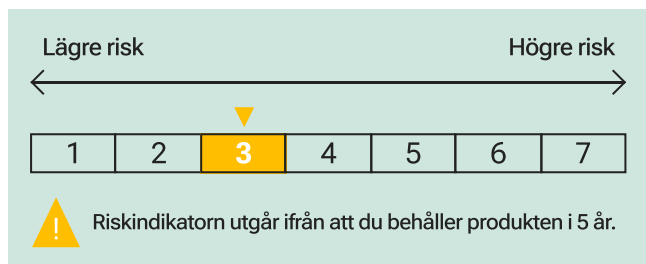 Lägre risk Högre risk
1 2 3 4 5 6 7
! Riskindikatorn utgår ifrån att du behåller produkten i 5 år.